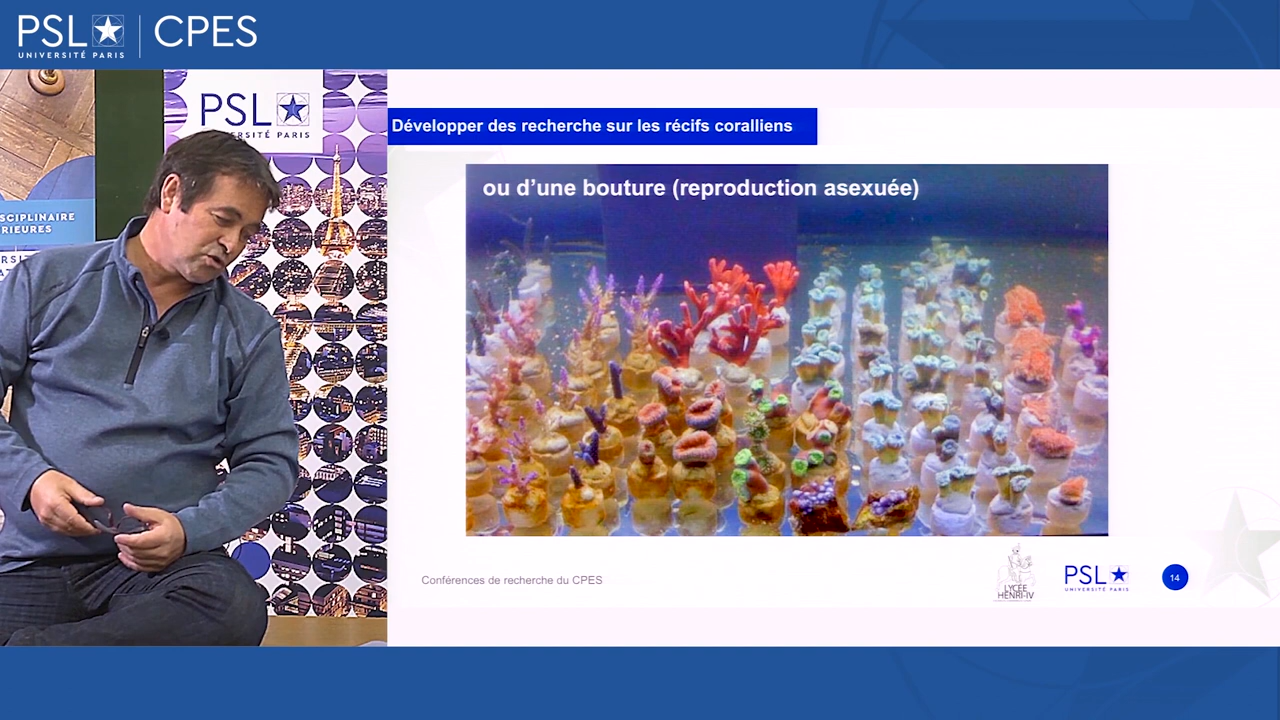 PSL CPES
UNIVERSITÉ PARIS
PSL
SITÉ PARIS
SCIPLINAIRE
RIEURES
Développer des recherche sur les récifs coralliens
ou d'une bouture (reproduction asexuée)
Conférences de recherche du CPES
LYCÉE
HENRI-IV
PSL
UNIVERSITÉ PARIS
14